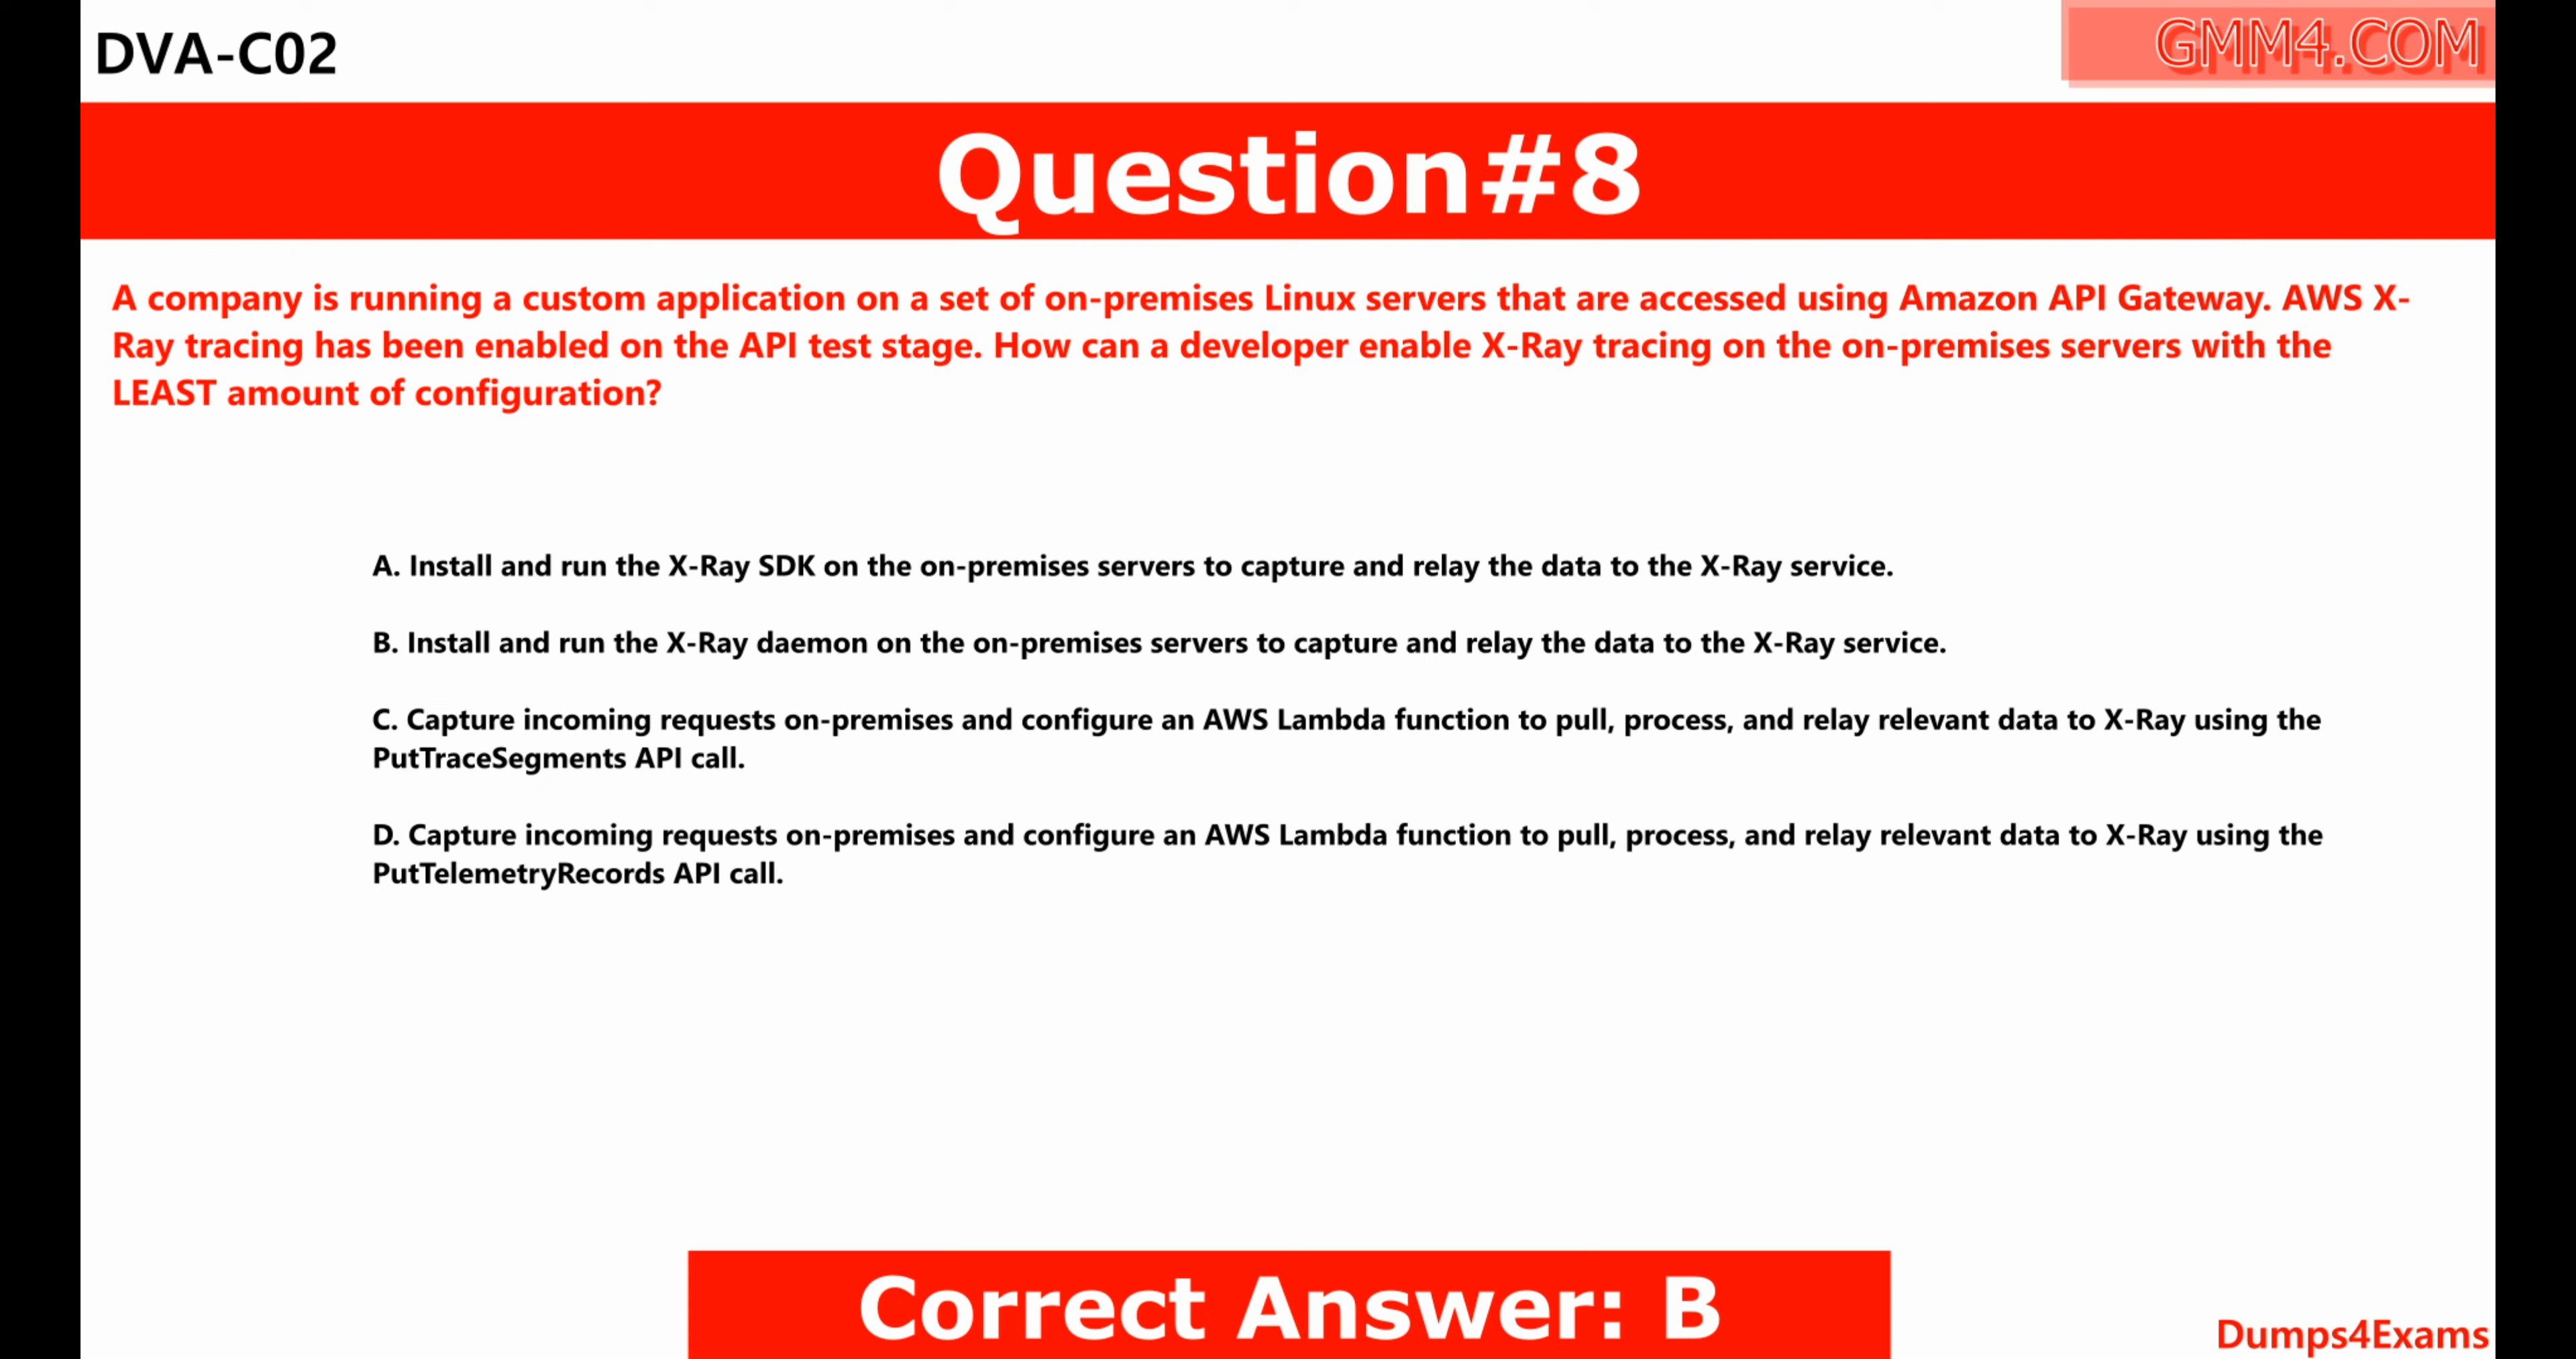 DVA-C02
GMM4.COM
Question#8
A company is running a custom application on a set of on-premises Linux servers that are accessed using Amazon API Gateway. AWS X-
Ray tracing has been enabled on the API test stage. How can a developer enable X-Ray tracing on the on-premises servers with the
LEAST amount of configuration?
A. Install and run the X-Ray SDK on the on-premises servers to capture and relay the data to the X-Ray service.
B. Install and run the X-Ray daemon on the on-premises servers to capture and relay the data to the X-Ray service.
C. Capture incoming requests on-premises and configure an AWS Lambda function to pull, process, and relay relevant data to X-Ray using the
PutTraceSegments API call.
D. Capture incoming requests on-premises and configure an AWS Lambda function to pull, process, and relay relevant data to X-Ray using the
PutTelemetryRecords API call.
Correct Answer: B
Dumps4Exams